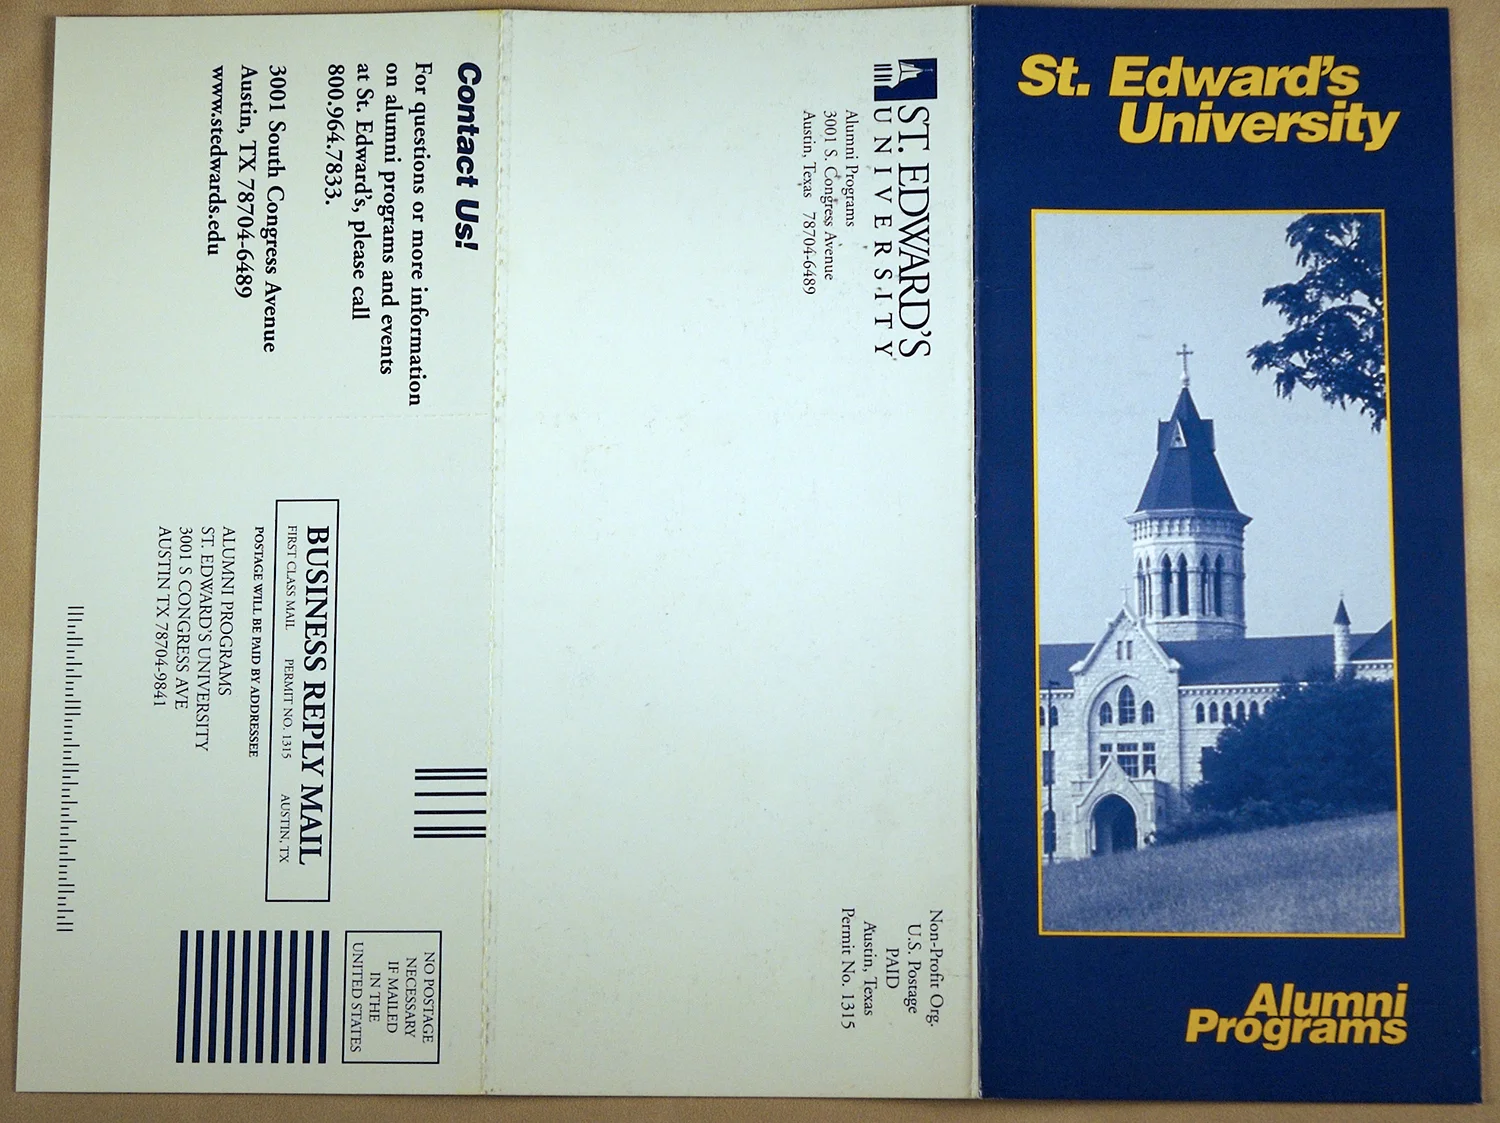 St. Edward's
University
Alumni
Programs
ST. EDWARD'S
UNIVERSITY
Alumni Programs
3001 S. Congress Avenue
Austin, Texas 78704-6489
Non-Profit Org.
U.S. Postage
PAID
Austin, Texas
Permit No. 1315
Contact Us!
For questions or more information
on alumni programs and events
at St. Edward's, please call
800.964.7833.
3001 South Congress Avenue
Austin, TX 78704-6489
www.stedwards.edu
NO POSTAGE
NECESSARY
IF MAILED
IN THE
UNITED STATES
BUSINESS REPLY MAIL
FIRST CLASS MAIL PERMIT NO. 1315 AUSTIN, TX
POSTAGE WILL BE PAID BY ADDRESSEE
ALUMNI PROGRAMS
ST. EDWARD'S UNIVERSITY
3001 S CONGRESS AVE
AUSTIN TX 78704-9841